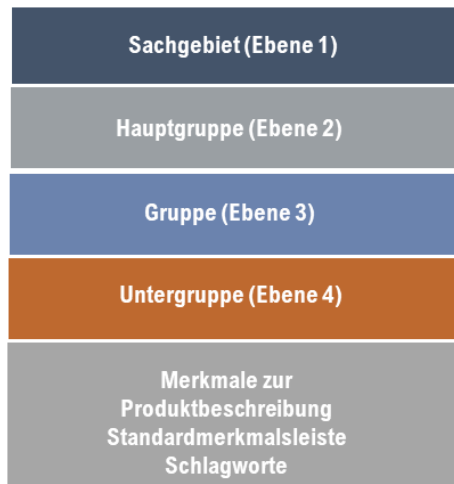 Sachgebiet (Ebene 1)
Hauptgruppe (Ebene 2)
Gruppe (Ebene 3)
Untergruppe (Ebene 4)
Merkmale zur
Produktbeschreibung
Standardmerkmalsleiste
Schlagworte